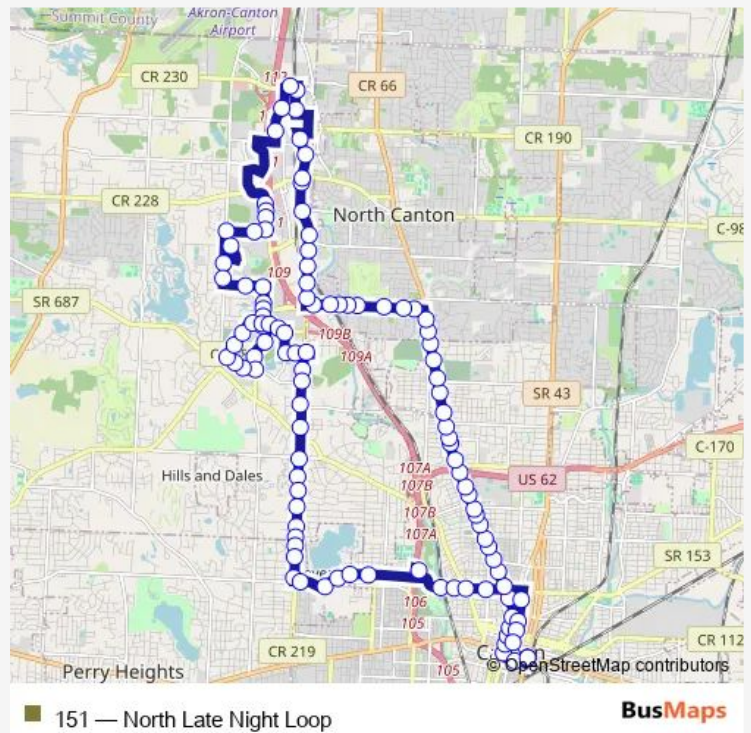 Summit County
Akron-Canton
Airport
CR 230
CR 66
CR 190
CR 228
North Canton
109
SR 687
109B
109A
SR 43
C-170
Hills and Dales
107A
107B
US 62
107B
107A
SR 153
106
105
CR 219
CR 112
Perry Heights
105
© OpenStreetMap contributors
151 — North Late Night Loop
BusMaps